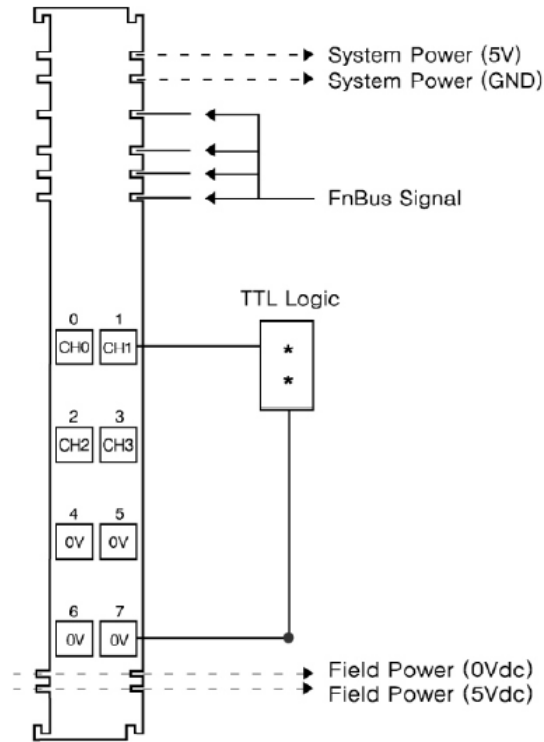 System Power (5V)
System Power (GND)
FnBus Signal
TTL Logic
0 1
CH0 CH1
*
*
2 3
CH2 CH3
4 5
0V 0V
6 7
0V 0V
Field Power (0Vdc)
Field Power (5Vdc)